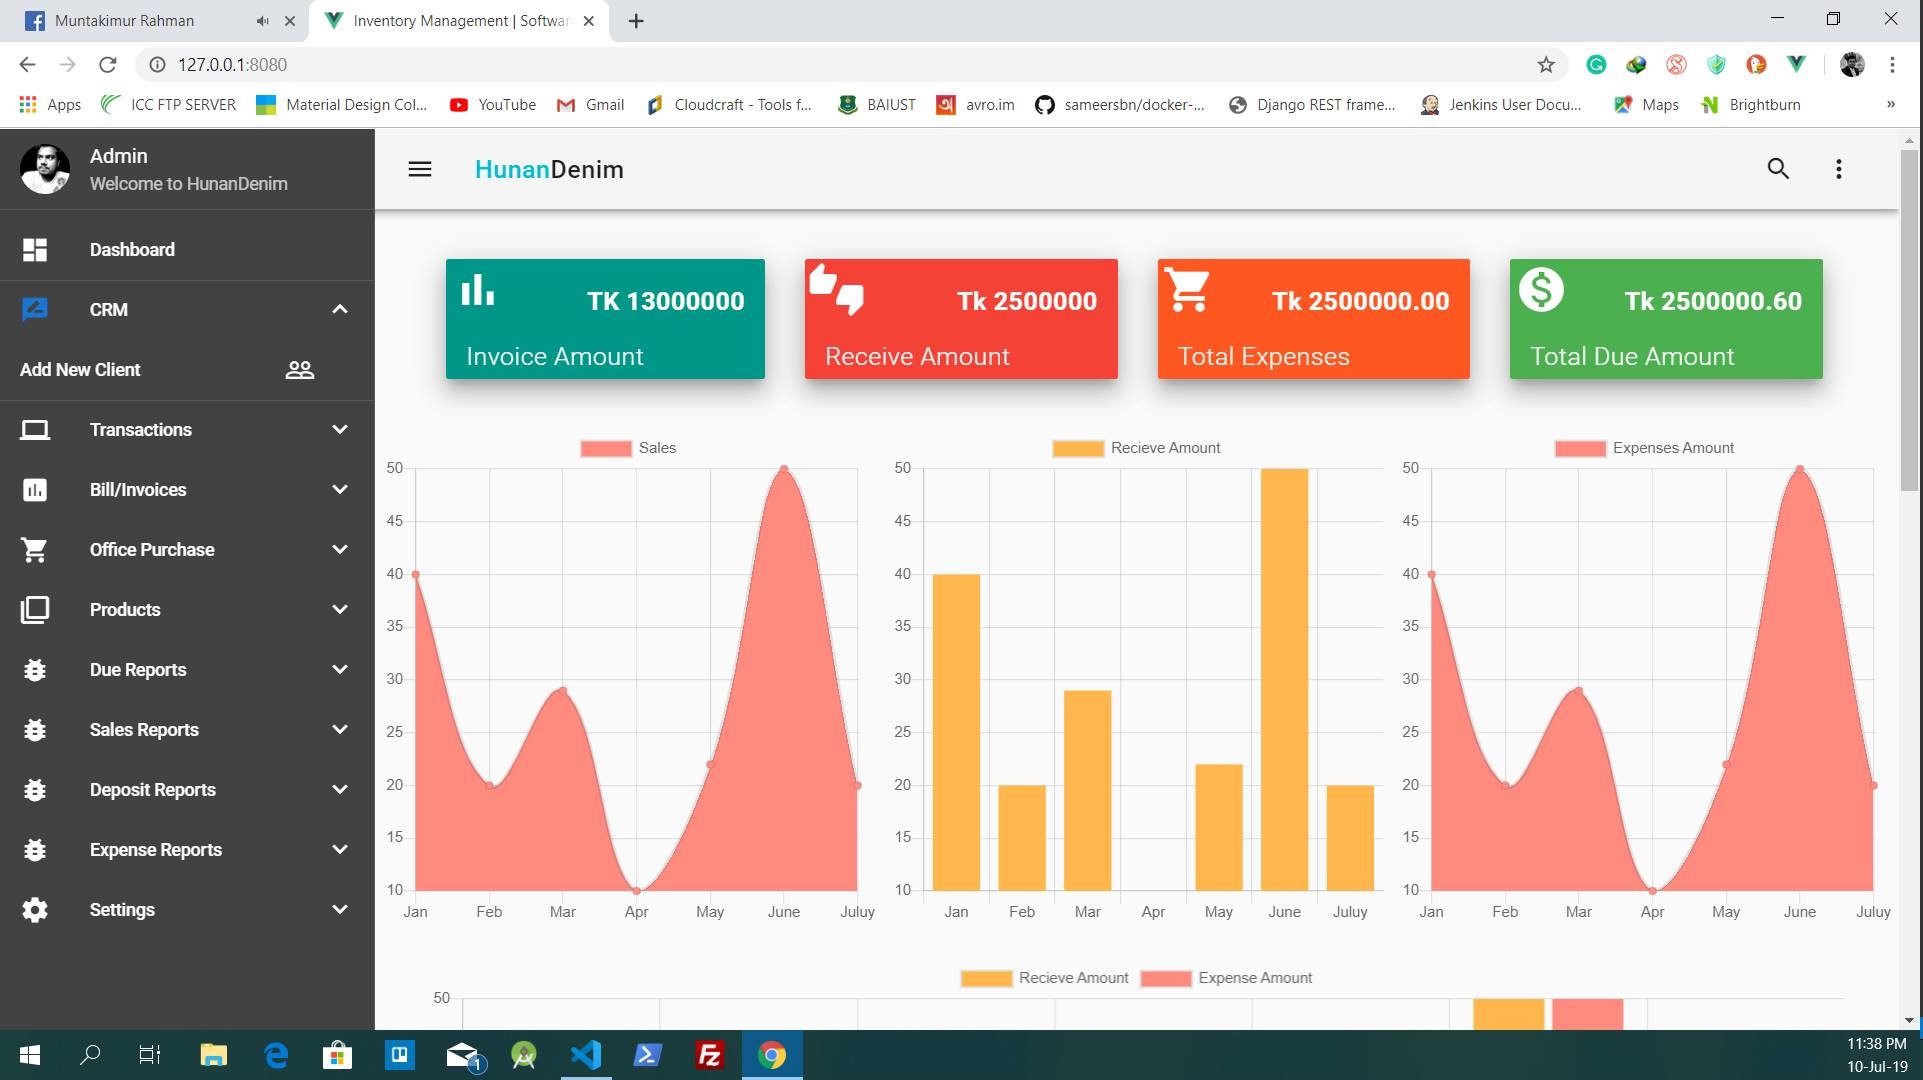 Muntakimur Rahman
Inventory Management | Softwar
127.0.0.1:8080
Apps
ICC FTP SERVER
Material Design Col...
YouTube
Gmail
Cloudcraft - Tools f...
BAIUST
avro.im
sameersbn/docker-...
Django REST frame...
Jenkins User Docu...
Maps
Brightburn
»
Admin
Welcome to HunanDenim
HunanDenim
Dashboard
CRM
Add New Client
Transactions
Bill/Invoices
Office Purchase
Products
Due Reports
Sales Reports
Deposit Reports
Expense Reports
Settings
TK 13000000
Invoice Amount
Tk 2500000
Receive Amount
Tk 2500000.00
Total Expenses
Tk 2500000.60
Total Due Amount
Sales
50
45
40
35
30
25
20
15
10
Jan Feb Mar Apr May June Juluy
Recieve Amount
50
45
40
35
30
25
20
15
10
Jan Feb Mar Apr May June Juluy
Expenses Amount
50
45
40
35
30
25
20
15
10
Jan Feb Mar Apr May June Juluy
Recieve Amount Expense Amount
50
1
11:38 PM
10-Jul-19